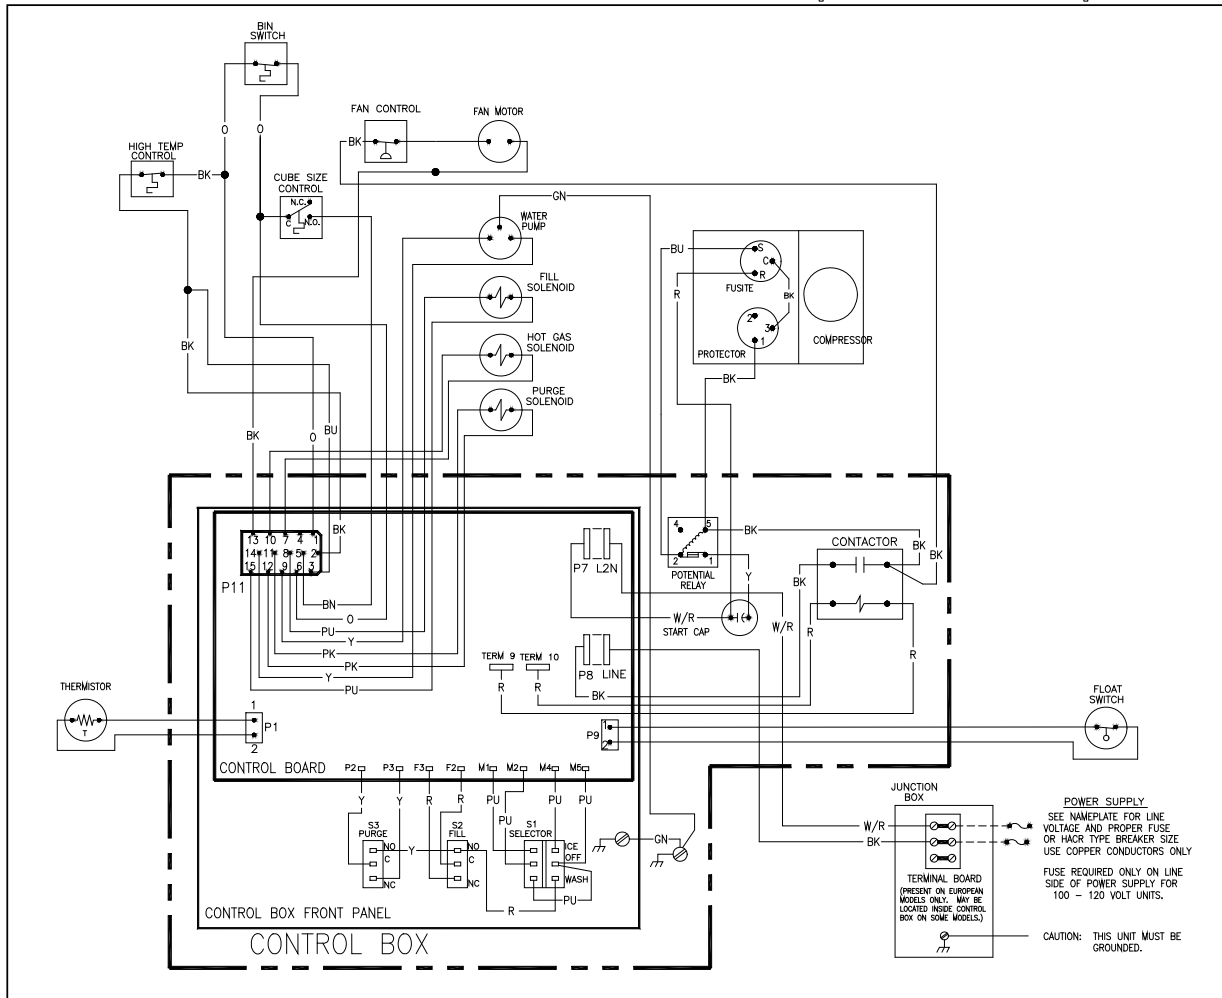 BIN
SWITCH
FAN CONTROL
FAN MOTOR
BK
O
O
HIGH TEMP
CONTROL
BK
CUBE SIZE
CONTROL
N.C.
C
N.O.
GN
WATER
PUMP
BU
S
C
R
FUSITE
R
BK
FILL
SOLENOID
2
3
1
PROTECTOR
COMPRESSOR
HOT GAS
SOLENOID
BK
BK
PURGE
SOLENOID
BK
O
BU
BK
13 10 7 4 1
14 11 8 5 2
15 12 9 6 3
P11
BN
O
PU
Y
PK
PK
Y
PU
P7 L2N
4
5
2
1
POTENTIAL
RELAY
BK
Y
W/R
START CAP
W/R
CONTACTOR
BK
BK
BK
R
R
TERM 9 TERM 10
R
R
P8 LINE
BK
THERMISTOR
T
1
P1
2
P9
1
2
FLOAT
SWITCH
CONTROL BOARD
P2
P3
F3
F2
M1
M2
M4
M5
Y
Y
R
R
PU
PU
PU
PU
S3
PURGE
NO
C
NC
Y
S2
FILL
NO
C
NC
S1
SELECTOR
ICE
OFF
WASH
PU
R
GN
CONTROL BOX FRONT PANEL
CONTROL BOX
JUNCTION
BOX
W/R
BK
TERMINAL BOARD
(PRESENT ON EUROPEAN
MODELS ONLY. MAY BE
LOCATED INSIDE CONTROL
BOX ON SOME MODELS.)
POWER SUPPLY
SEE NAMEPLATE FOR LINE
VOLTAGE AND PROPER FUSE
OR HACR TYPE BREAKER SIZE
USE COPPER CONDUCTORS ONLY
FUSE REQUIRED ONLY ON LINE
SIDE OF POWER SUPPLY FOR
100 - 120 VOLT UNITS.
CAUTION: THIS UNIT MUST BE
GROUNDED.